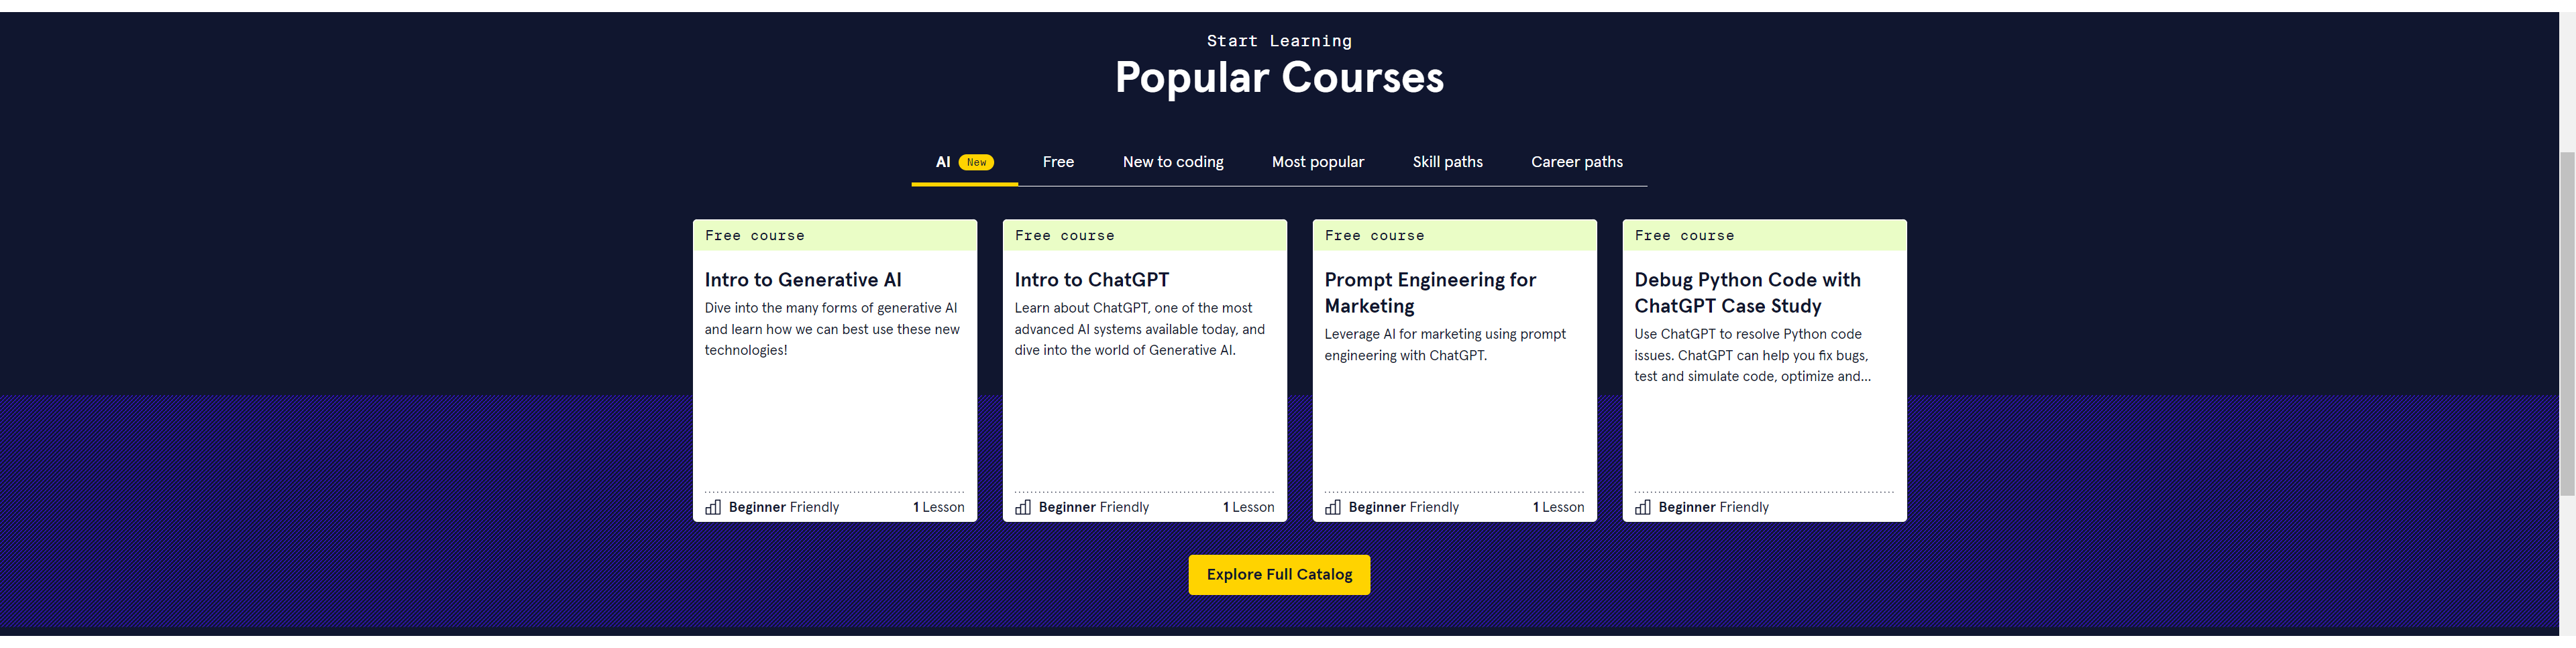 Start Learning
Popular Courses
AI New Free New to coding Most popular Skill paths Career paths
Free course
Intro to Generative AI
Dive into the many forms of generative AI
and learn how we can best use these new
technologies!
Beginner Friendly 1 Lesson
Free course
Intro to ChatGPT
Learn about ChatGPT, one of the most
advanced AI systems available today, and
dive into the world of Generative AI.
Beginner Friendly 1 Lesson
Free course
Prompt Engineering for
Marketing
Leverage AI for marketing using prompt
engineering with ChatGPT.
Beginner Friendly 1 Lesson
Free course
Debug Python Code with
ChatGPT Case Study
Use ChatGPT to resolve Python code
issues. ChatGPT can help you fix bugs,
test and simulate code, optimize and...
Beginner Friendly
Explore Full Catalog